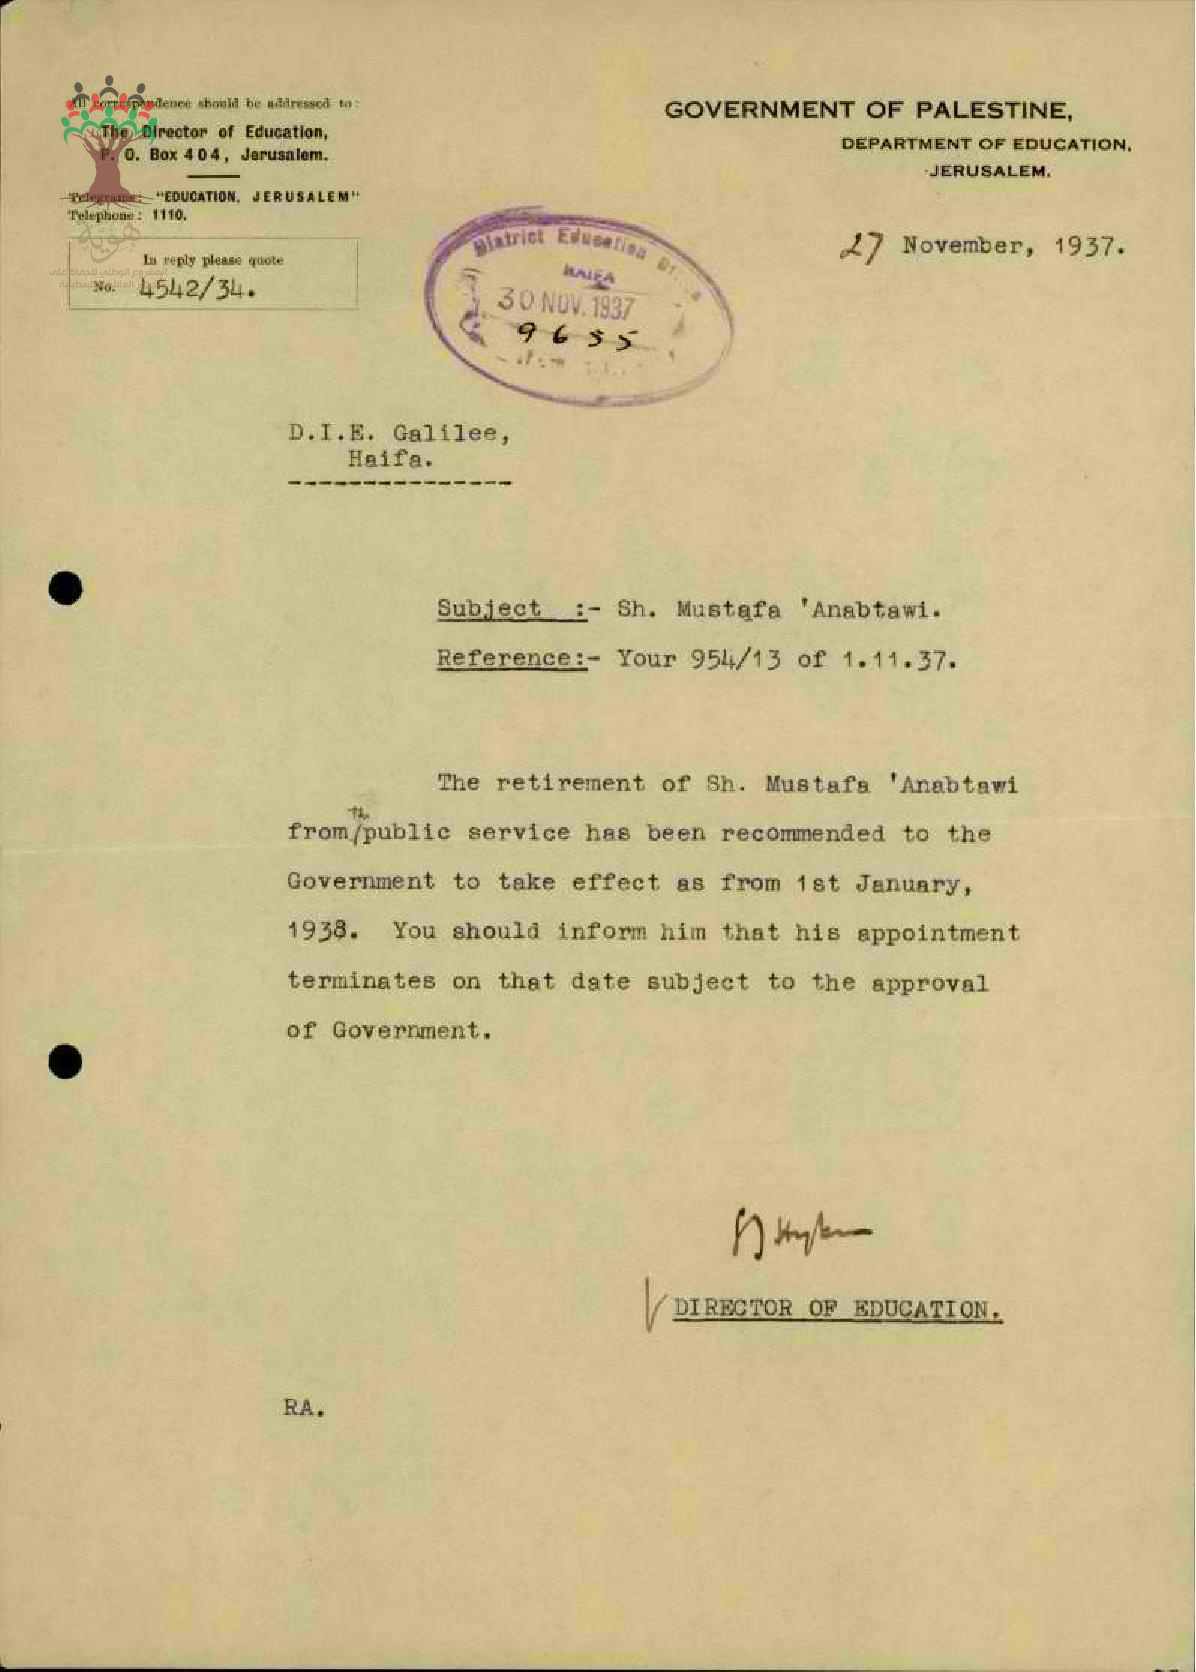 All correspondence should be addressed to:
The Director of Education,
P. O. Box 404, Jerusalem.
Telegrams: "EDUCATION, JERUSALEM"
Telephone: 1110.
In reply please quote
No. 4542/34.
هوية
GOVERNMENT OF PALESTINE,
DEPARTMENT OF EDUCATION,
JERUSALEM.
27 November, 1937.
District Education
HAIFA
30 NOV. 1937
9635
D.I.E. Galilee,
Haifa.
Subject :- Sh. Mustafa 'Anabtawi.
Reference:- Your 954/13 of 1.11.37.
The retirement of Sh. Mustafa 'Anabtawi
the
from/public service has been recommended to the
Government to take effect as from 1st January,
1938. You should inform him that his appointment
terminates on that date subject to the approval
of Government.
DIRECTOR OF EDUCATION.
RA.